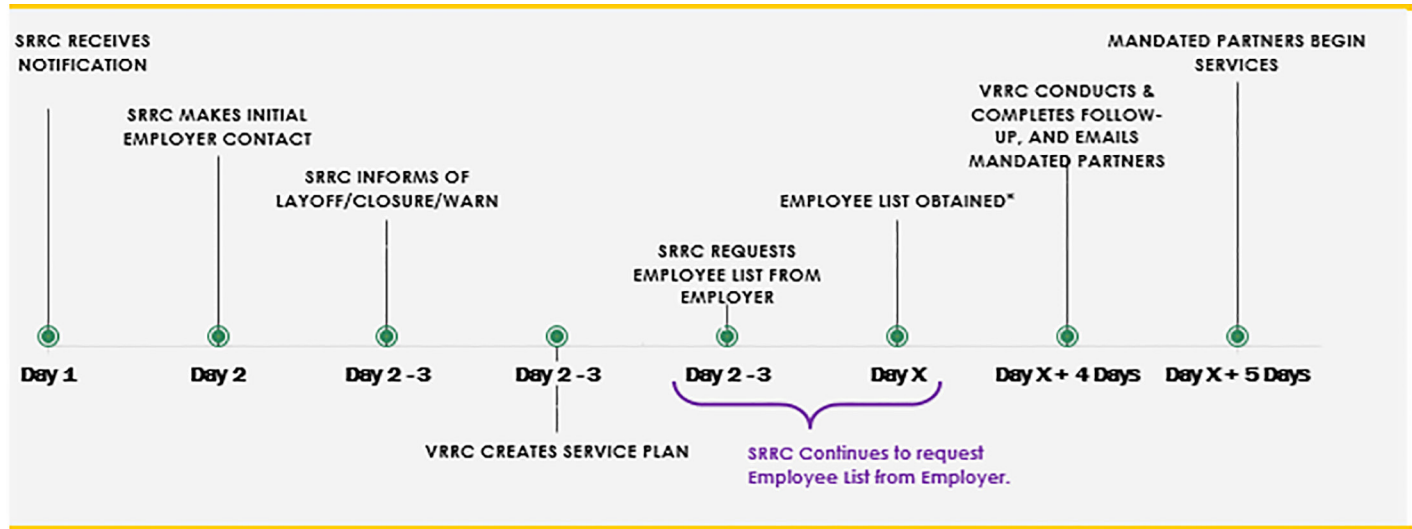 SRRC RECEIVES
NOTIFICATION
SRRC MAKES INITIAL
EMPLOYER CONTACT
SRRC INFORMS OF
LAYOFF/CLOSURE/WARN
SRRC REQUESTS
EMPLOYEE LIST FROM
EMPLOYER
EMPLOYEE LIST OBTAINED*
VRRC CONDUCTS &
COMPLETES FOLLOW-
UP, AND EMAILS
MANDATED PARTNERS
MANDATED PARTNERS BEGIN
SERVICES
Day 1
Day 2
Day 2 - 3
Day 2 - 3
Day 2 - 3
Day X
Day X + 4 Days
Day X + 5 Days
VRRC CREATES SERVICE PLAN
SRRC Continues to request
Employee List from Employer.